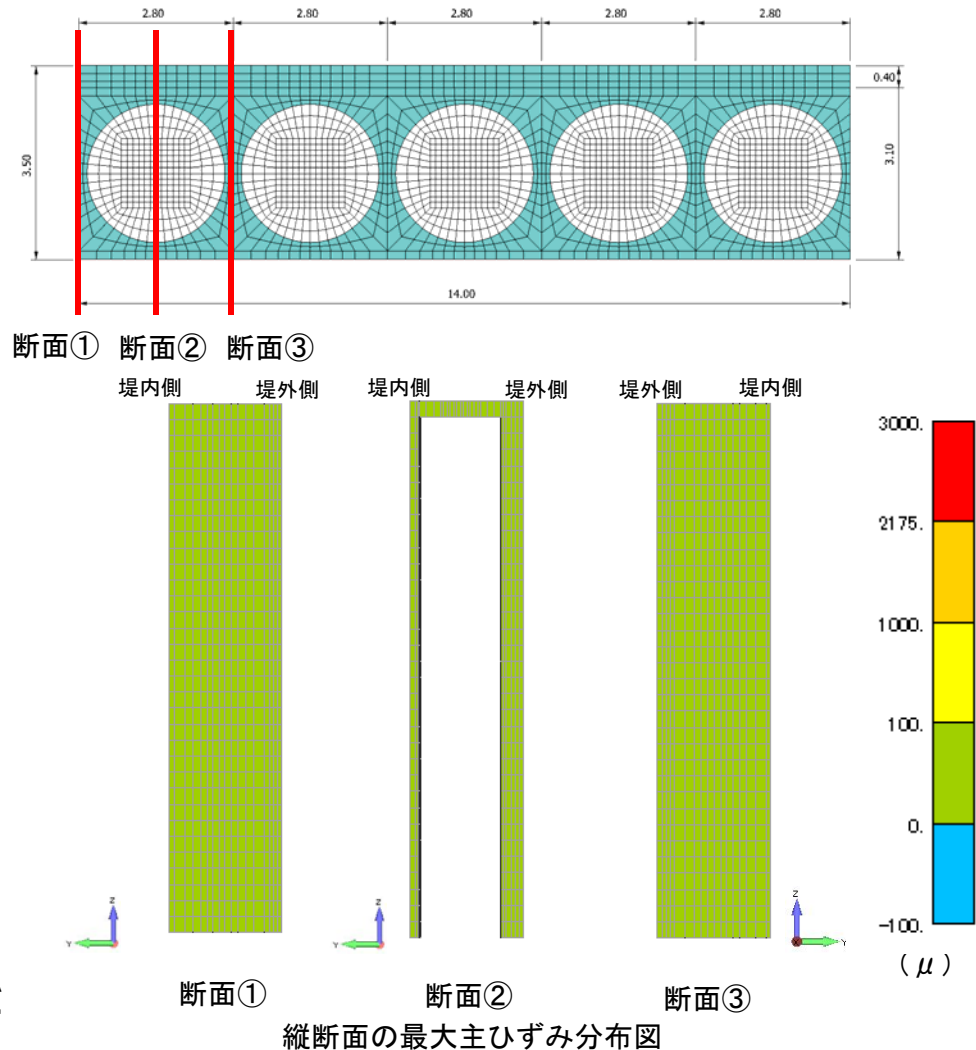 2.80 2.80 2.80 2.80 2.80
3.50
0.40
3.10
14.00
断面① 断面② 断面③
堤内側 堤外側 堤内側 堤外側 堤外側 堤内側
3000.
2175.
1000.
100.
0.
-100.
(μ)
Z Y Z Y Z Y
断面① 断面② 断面③
縦断面の最大主ひずみ分布図